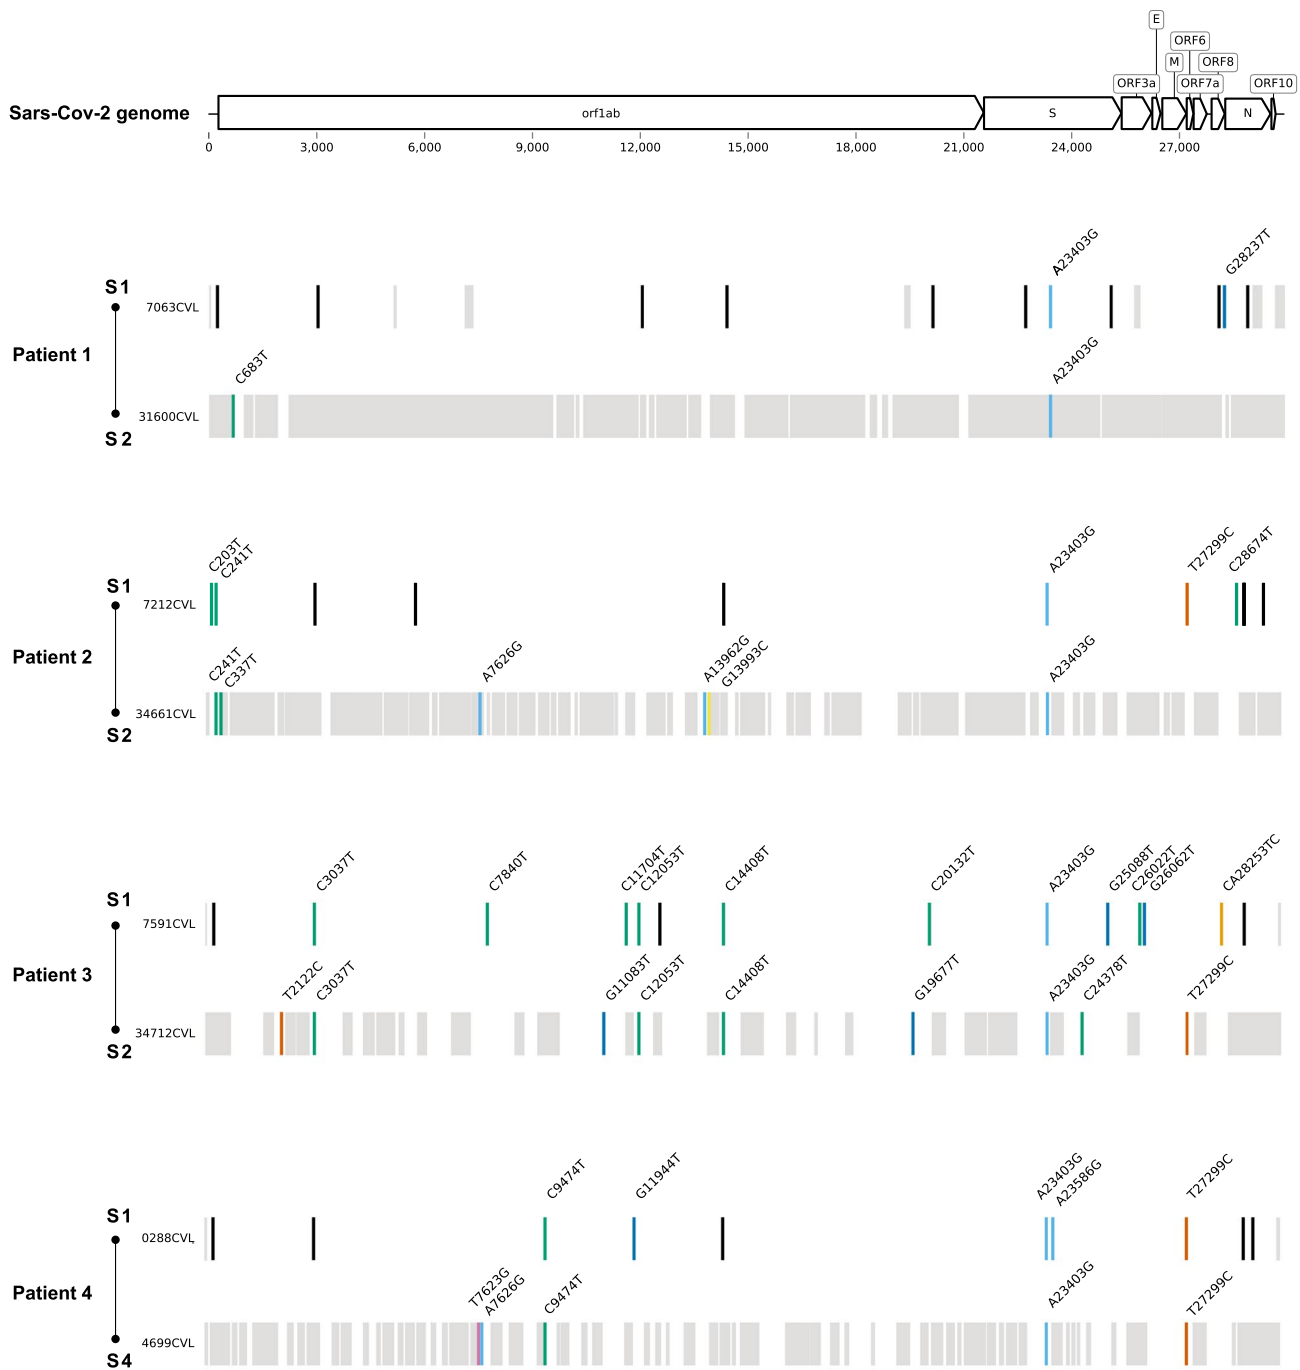 E
ORF6
M ORF8
ORF3a ORF7a ORF10
Sars-Cov-2 genome orf1ab S N
0 3,000 6,000 9,000 12,000 15,000 18,000 21,000 24,000 27,000
A23403G G28237T
S1
7063CVL
Patient 1
C683T A23403G
31600CVL
S2
C203T C241T A23403G T27299C C28674T
S1
7212CVL
Patient 2
C241T C337T A7626G A13962G G13993C A23403G
34661CVL
S2
C3037T C7840T C11704T C12053T C14408T C20132T A23403G G25088T C26022T G26062T CA28253TC
S1
7591CVL
Patient 3
T2122C C3037T G11083T C12053T C14408T G19677T A23403G C24378T T27299C
34712CVL
S2
C9474T G11944T A23403G A23586G T27299C
S1
0288CVL
Patient 4
T7623G A7626G C9474T A23403G T27299C
4699CVL
S4